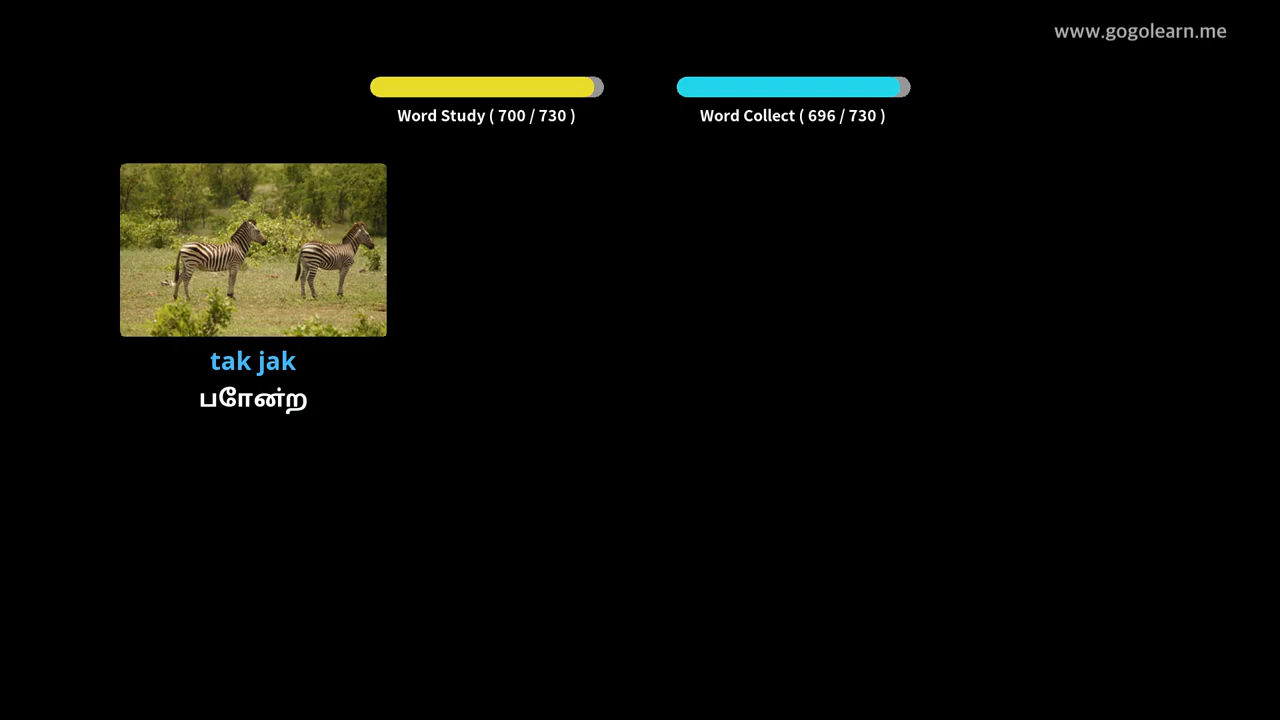 www.gogolearn.me
Word Study ( 700 / 730 )
Word Collect ( 696 / 730 )
tak jak
போன்ற